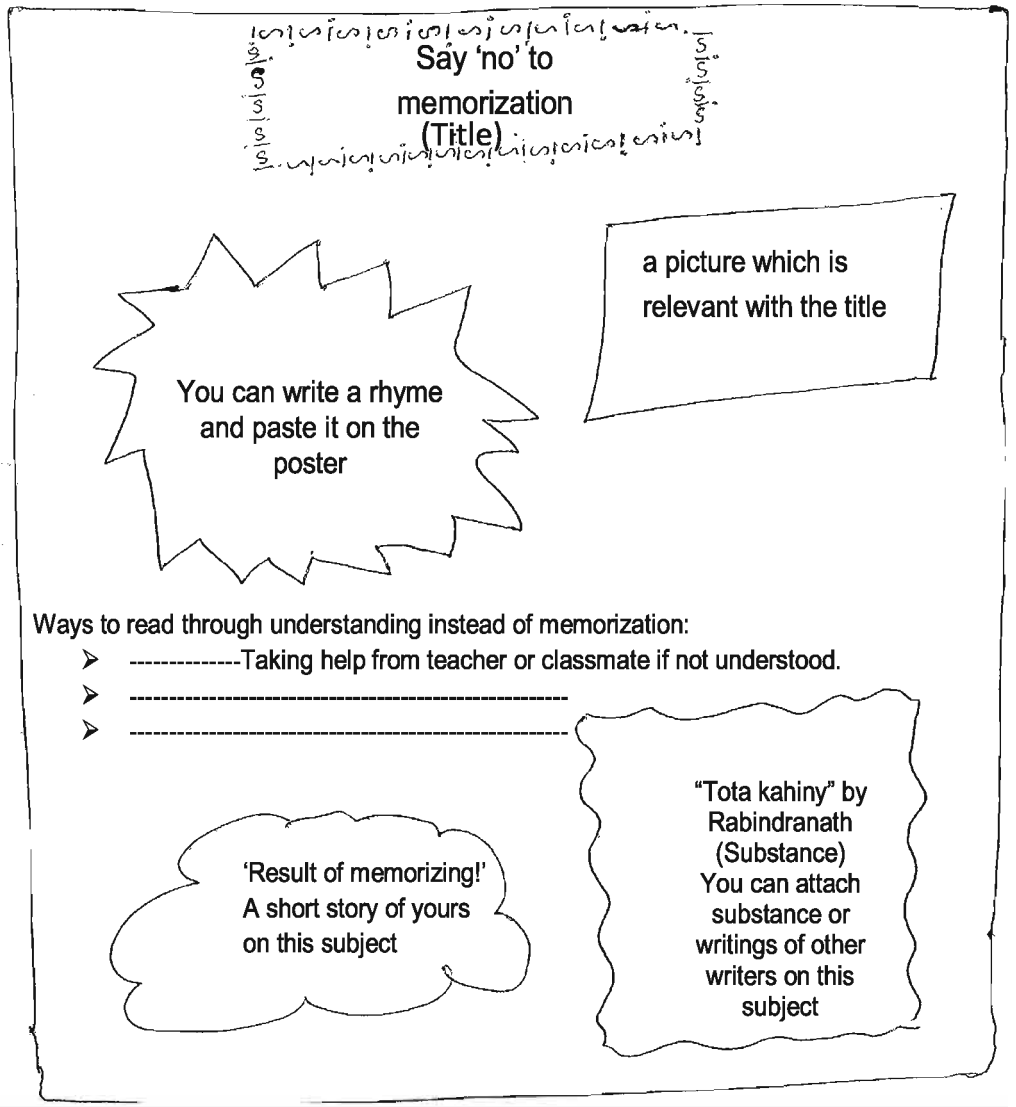 Say 'no' to
memorization
(Title)
a picture which is
relevant with the title
You can write a rhyme
and paste it on the
poster
Ways to read through understanding instead of memorization:
➢ --------------Taking help from teacher or classmate if not understood.
➢ -------------------------------------------------------
➢ -------------------------------------------------------
'Result of memorizing!'
A short story of yours
on this subject
“Tota kahiny” by
Rabindranath
(Substance)
You can attach
substance or
writings of other
writers on this
subject